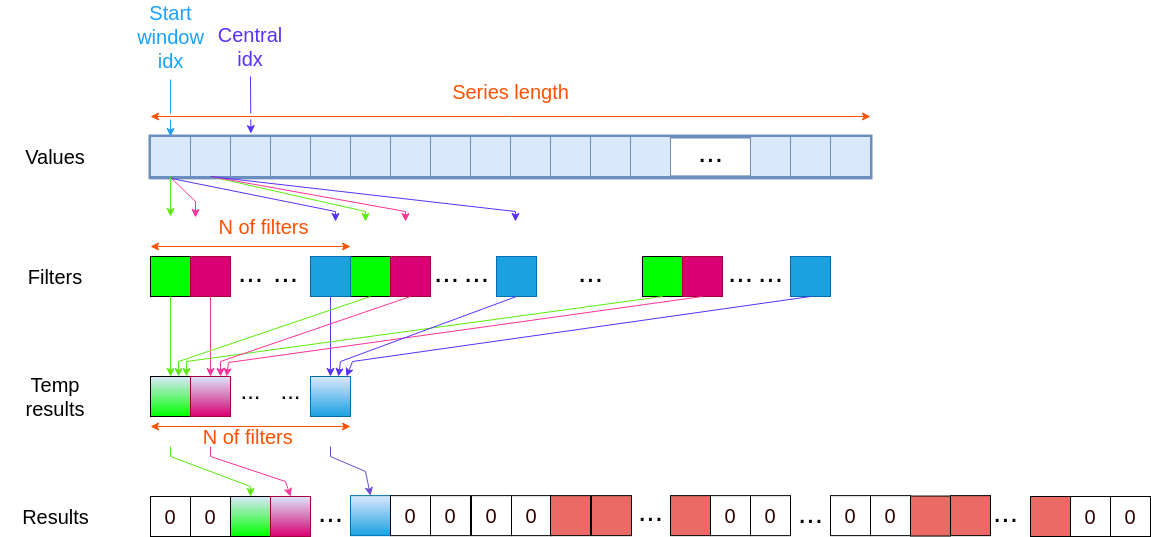 Start
window
idx
Central
idx
Series length
Values
...
N of filters
Filters
... ... ... ... ... ... ...
Temp
results
... ...
N of filters
Results
0 0 ... 0 0 0 0 ... 0 0 ... 0 0 ... 0 0